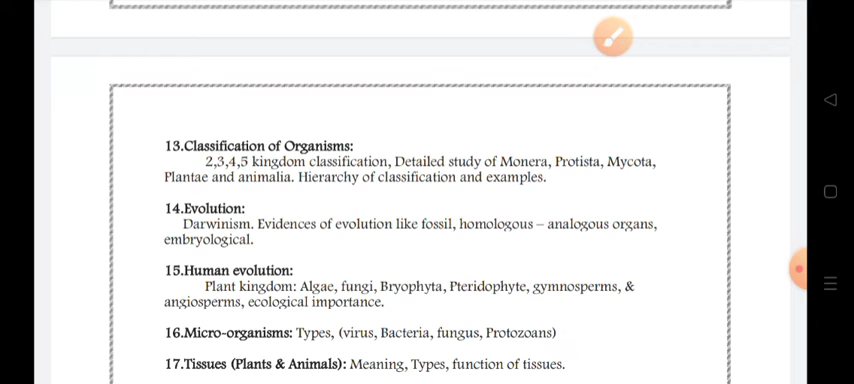 13.Classification of Organisms:
2,3,4,5 kingdom classification, Detailed study of Monera, Protista, Mycota,
Plantae and animalia. Hierarchy of classification and examples.
14.Evolution:
Darwinism. Evidences of evolution like fossil, homologous – analogous organs,
embryological.
15.Human evolution:
Plant kingdom: Algae, fungi, Bryophyta, Pteridophyte, gymnosperms, &
angiosperms, ecological importance.
16.Micro-organisms: Types, (virus, Bacteria, fungus, Protozoans)
17.Tissues (Plants & Animals): Meaning, Types, function of tissues.